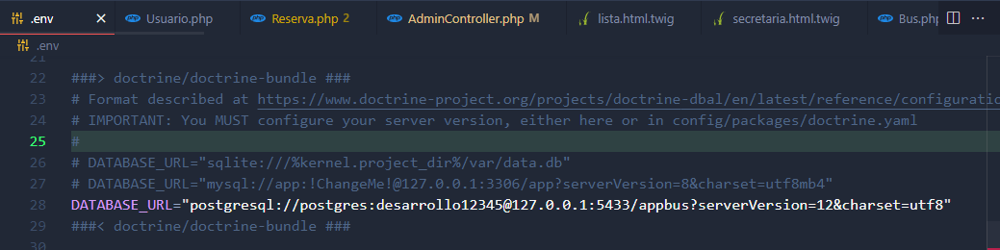 .env Usuario.php Reserva.php 2 AdminController.php M lista.html.twig secretaria.html.twig Bus.php
.env
21
22 ###> doctrine/doctrine-bundle ###
23 # Format described at https://www.doctrine-project.org/projects/doctrine-dbal/en/latest/reference/configuratio
24 # IMPORTANT: You MUST configure your server version, either here or in config/packages/doctrine.yaml
25 #
26 # DATABASE_URL="sqlite:///%kernel.project_dir%/var/data.db"
27 # DATABASE_URL="mysql://app:!ChangeMe!@127.0.0.1:3306/app?serverVersion=8&charset=utf8mb4"
28 DATABASE_URL="postgresql://postgres:desarrollo12345@127.0.0.1:5433/appbus?serverVersion=12&charset=utf8"
29 ###< doctrine/doctrine-bundle ###
30